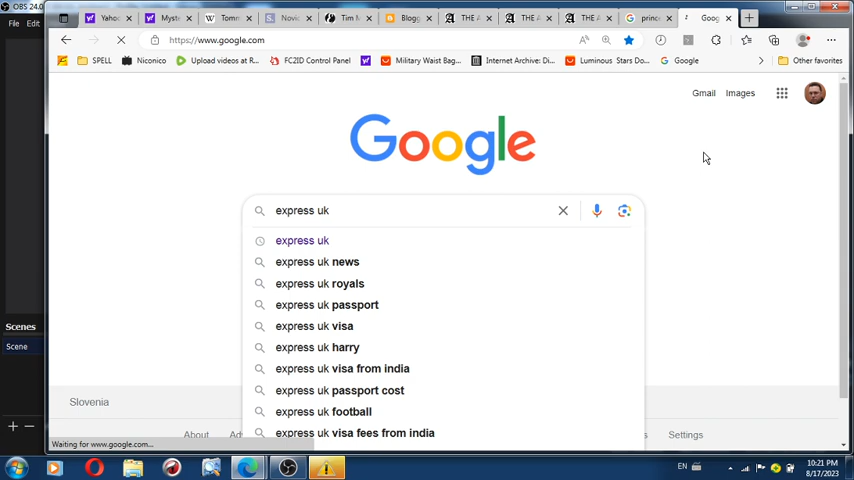 OBS 24.0
File Edit
Yahoo
Myste
Tomm
Novic
Tim M
Blogg
THE A
THE A
THE A
princ
Goog
https://www.google.com
SPELL
Niconico
Upload videos at R...
FC2ID Control Panel
Military Waist Bag...
Internet Archive: Di...
Luminous Stars Do...
Google
Other favorites
Gmail Images
Google
express uk
express uk
express uk news
express uk royals
express uk passport
express uk visa
express uk harry
express uk visa from india
express uk passport cost
express uk football
express uk visa fees from india
Scenes
Scene
Slovenia
About
Settings
Waiting for www.google.com...
EN
10:21 PM
8/17/2023